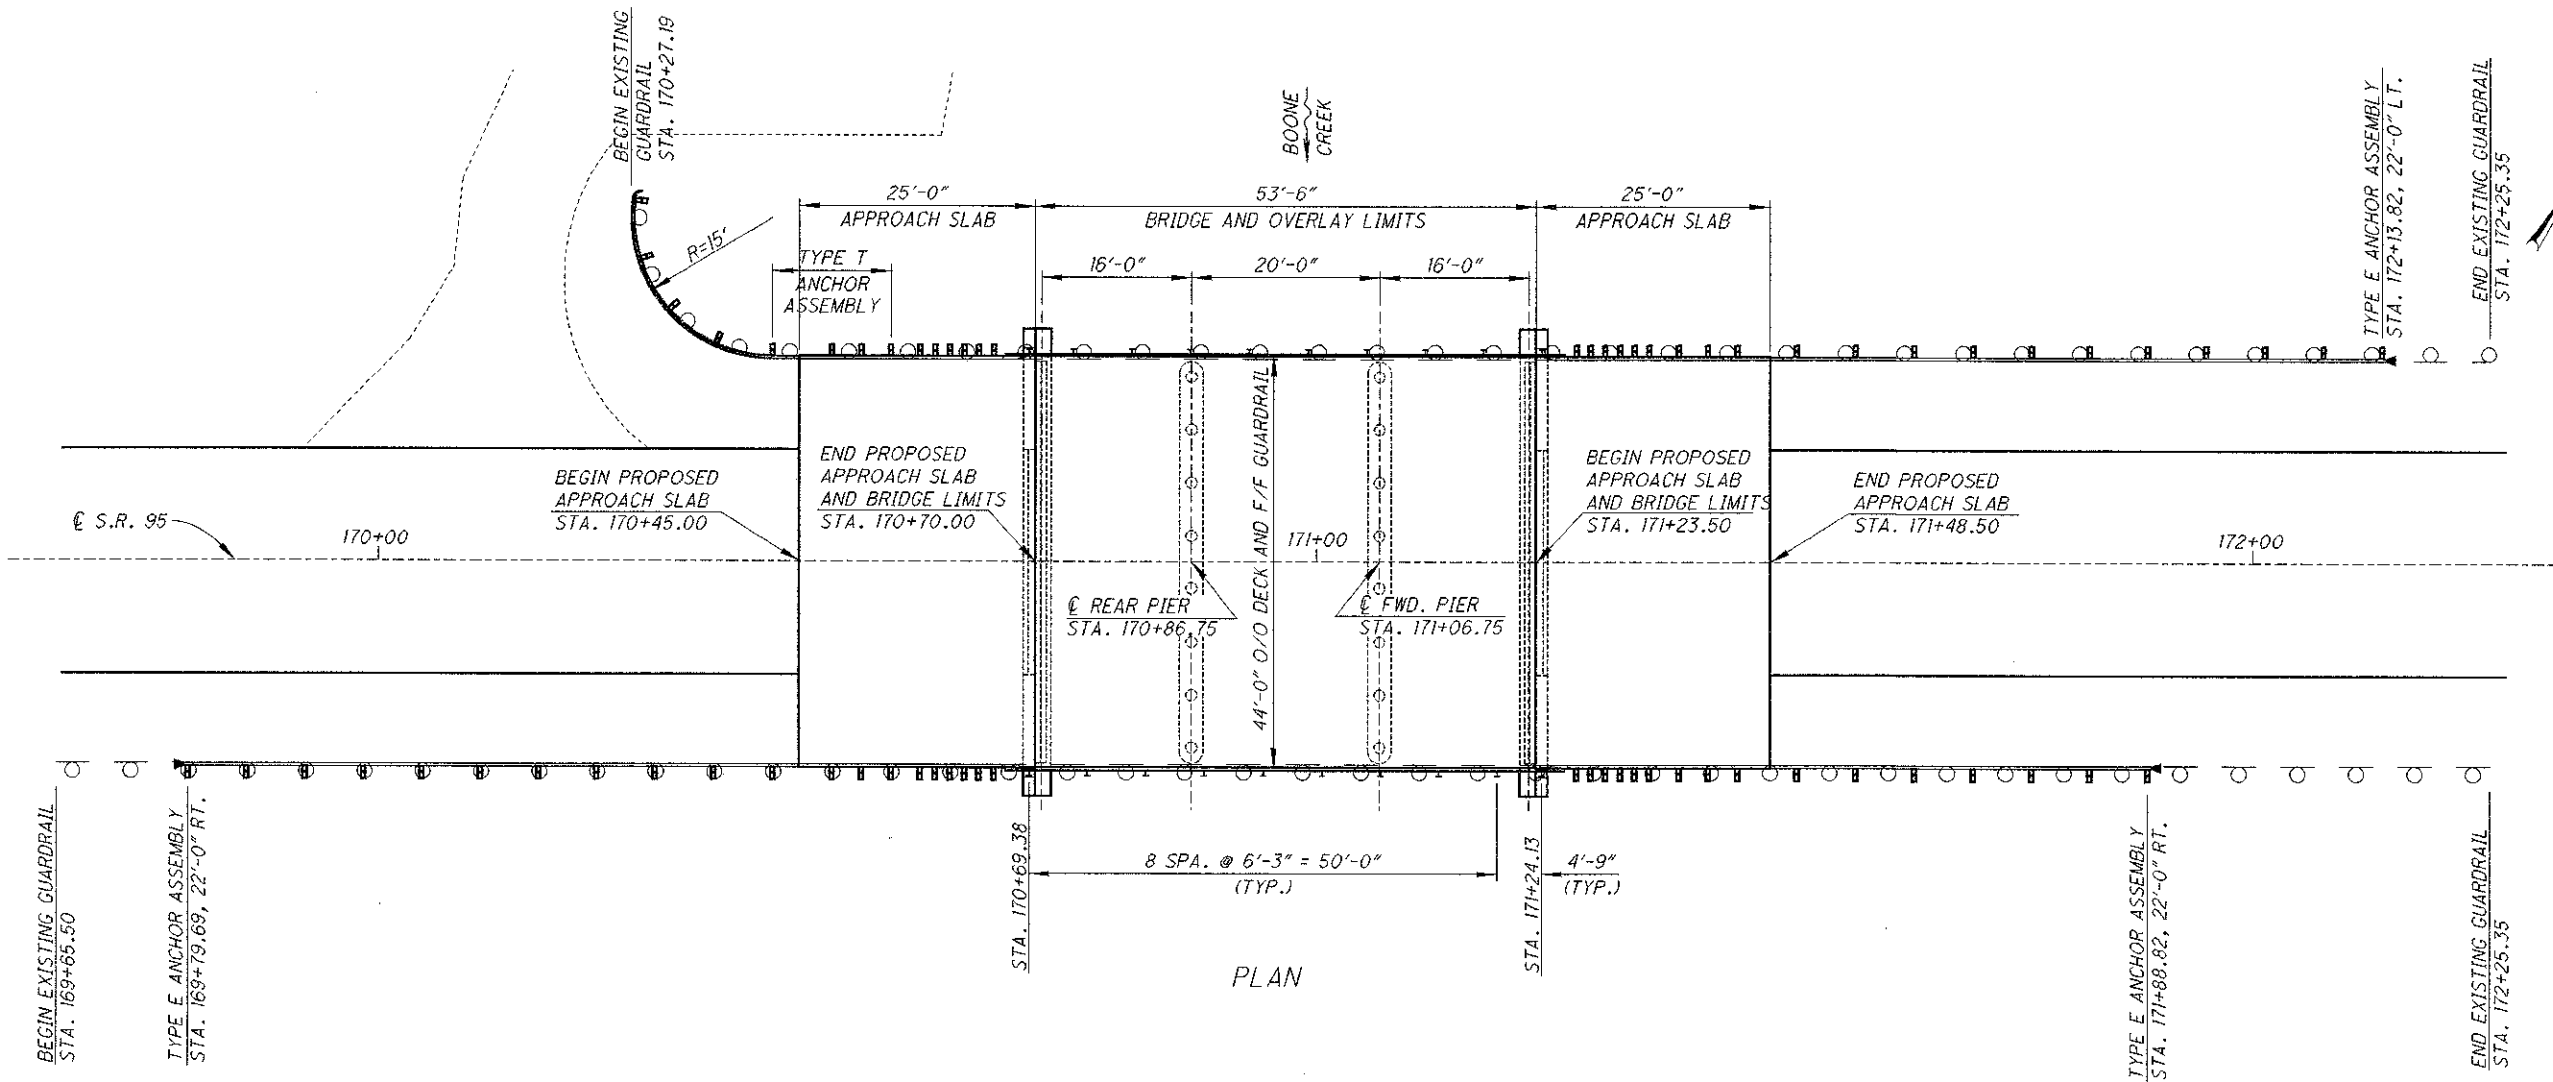 BEGIN EXISTING
GUARDRAIL
STA. 170+27.19
BOONE
CREEK
TYPE E ANCHOR ASSEMBLY
STA. 172+13.82, 22'-0" LT.
END EXISTING GUARDRAIL
STA. 172+25.35
25'-0"
APPROACH SLAB
53'-6"
BRIDGE AND OVERLAY LIMITS
25'-0"
APPROACH SLAB
R=15'
TYPE T
ANCHOR
ASSEMBLY
16'-0"
20'-0"
16'-0"
℄ S.R. 95
170+00
BEGIN PROPOSED
APPROACH SLAB
STA. 170+45.00
END PROPOSED
APPROACH SLAB
AND BRIDGE LIMITS
STA. 170+70.00
44'-0" O/O DECK AND F/F GUARDRAIL
171+00
BEGIN PROPOSED
APPROACH SLAB
AND BRIDGE LIMITS
STA. 171+23.50
END PROPOSED
APPROACH SLAB
STA. 171+48.50
172+00
℄ REAR PIER
STA. 170+86.75
℄ FWD. PIER
STA. 171+06.75
BEGIN EXISTING GUARDRAIL
STA. 169+65.50
TYPE E ANCHOR ASSEMBLY
STA. 169+79.69, 22'-0" RT.
STA. 170+69.38
8 SPA. @ 6'-3" = 50'-0"
(TYP.)
STA. 171+24.13
4'-9"
(TYP.)
TYPE E ANCHOR ASSEMBLY
STA. 171+88.82, 22'-0" RT.
END EXISTING GUARDRAIL
STA. 172+25.35
PLAN